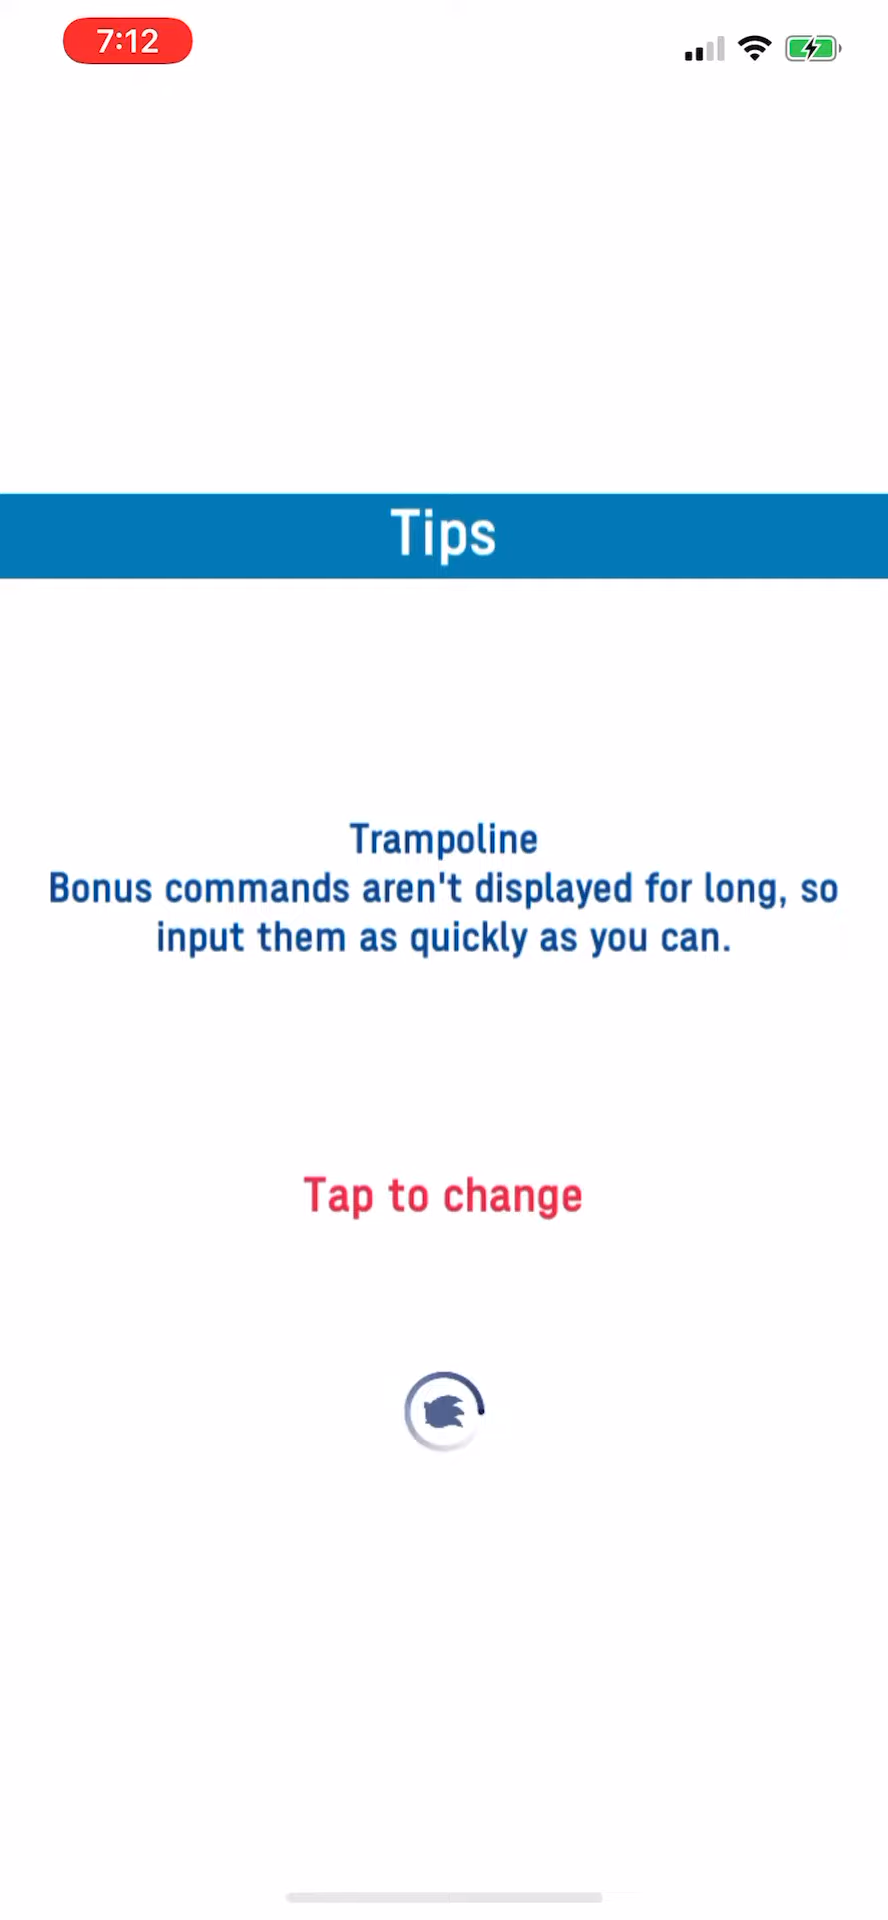 7:12
Tips
Trampoline
Bonus commands aren't displayed for long, so
input them as quickly as you can.
Tap to change